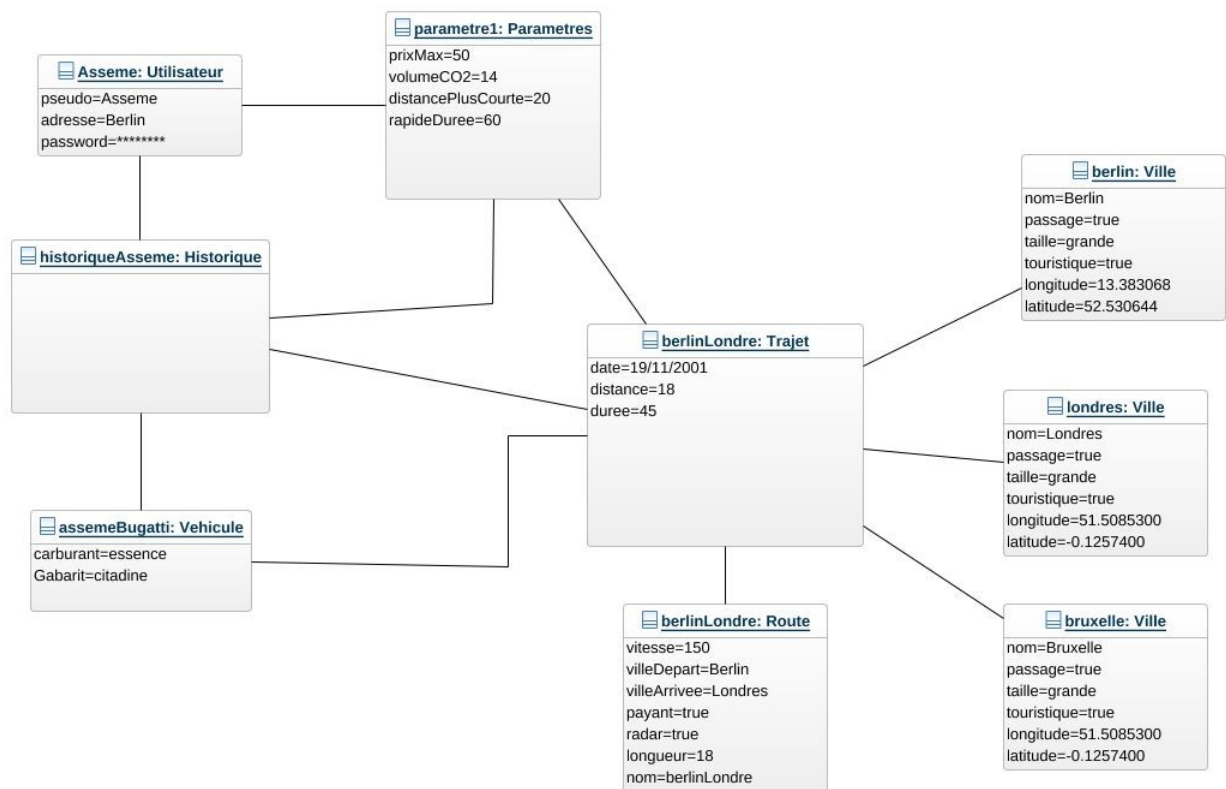 parametre1: Parametres
prixMax=50
volumeCO2=14
distancePlusCourte=20
rapideDuree=60
Asseme: Utilisateur
pseudo=Asseme
adresse=Berlin
password=********
berlin: Ville
nom=Berlin
passage=true
taille=grande
touristique=true
longitude=13.383068
latitude=52.530644
historiqueAsseme: Historique
berlinLondre: Trajet
date=19/11/2001
distance=18
duree=45
londres: Ville
nom=Londres
passage=true
taille=grande
touristique=true
longitude=51.5085300
latitude=-0.1257400
assemeBugatti: Vehicule
carburant=essence
Gabarit=citadine
berlinLondre: Route
vitesse=150
villeDepart=Berlin
villeArrivee=Londres
payant=true
radar=true
longueur=18
nom=berlinLondre
bruxelle: Ville
nom=Bruxelle
passage=true
taille=grande
touristique=true
longitude=51.5085300
latitude=-0.1257400